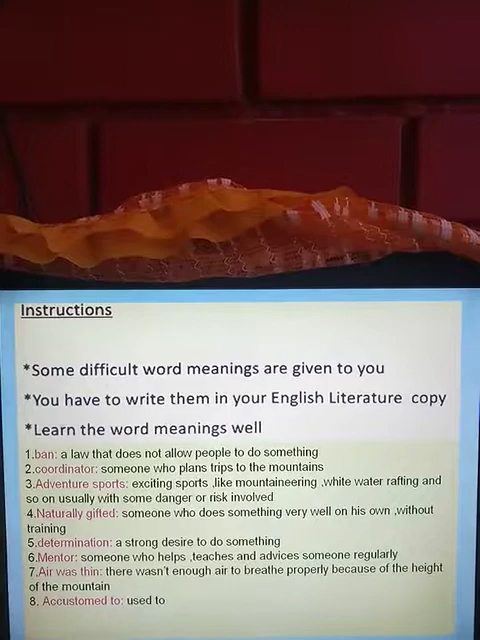 Instructions
*Some difficult word meanings are given to you
*You have to write them in your English Literature copy
*Learn the word meanings well
1.ban: a law that does not allow people to do something
2.coordinator: someone who plans trips to the mountains
3.Adventure sports: exciting sports ,like mountaineering ,white water rafting and
so on usually with some danger or risk involved
4.Naturally gifted: someone who does something very well on his own ,without
training
5.determination: a strong desire to do something
6.Mentor: someone who helps ,teaches and advices someone regularly
7.Air was thin: there wasn't enough air to breathe properly because of the height
of the mountain
8. Accustomed to: used to